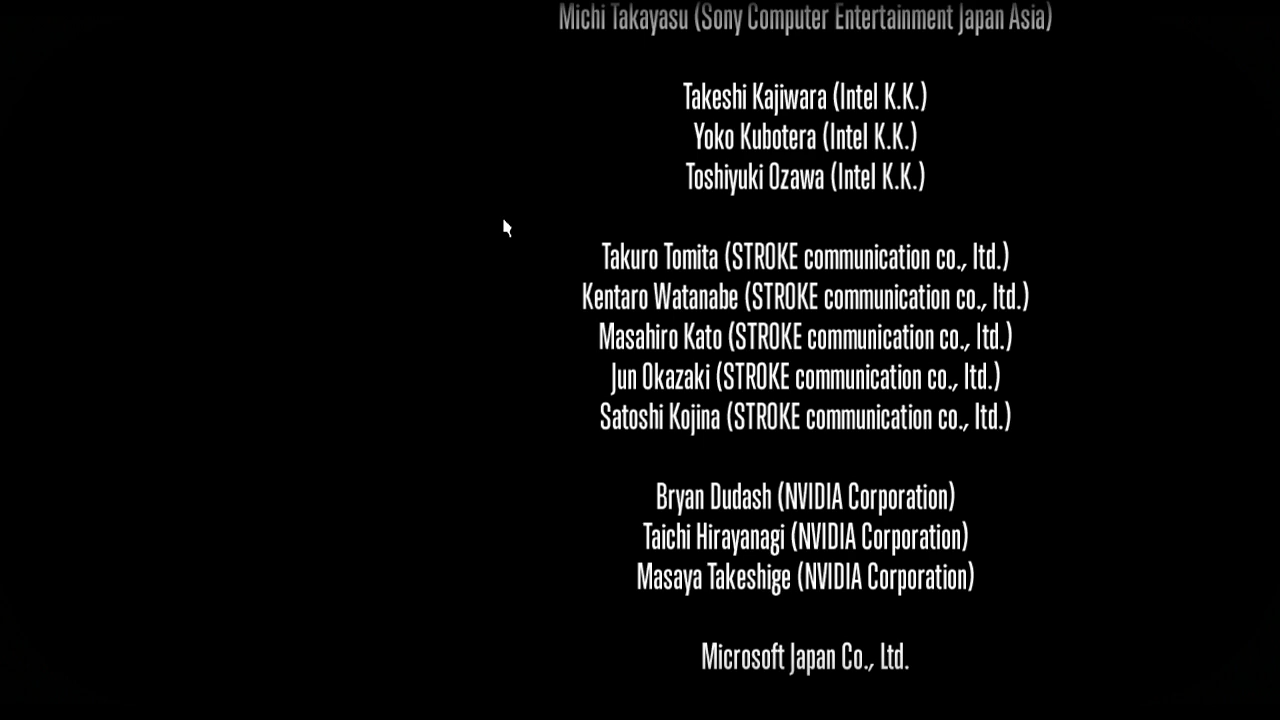 Michi Takayasu (Sony Computer Entertainment Japan Asia)
Takeshi Kajiwara (Intel K.K.)
Yoko Kubotera (Intel K.K.)
Toshiyuki Ozawa (Intel K.K.)
Takuro Tomita (STROKE communication co., ltd.)
Kentaro Watanabe (STROKE communication co., ltd.)
Masahiro Kato (STROKE communication co., ltd.)
Jun Okazaki (STROKE communication co., ltd.)
Satoshi Kojina (STROKE communication co., ltd.)
Bryan Dudash (NVIDIA Corporation)
Taichi Hirayanagi (NVIDIA Corporation)
Masaya Takeshige (NVIDIA Corporation)
Microsoft Japan Co., Ltd.